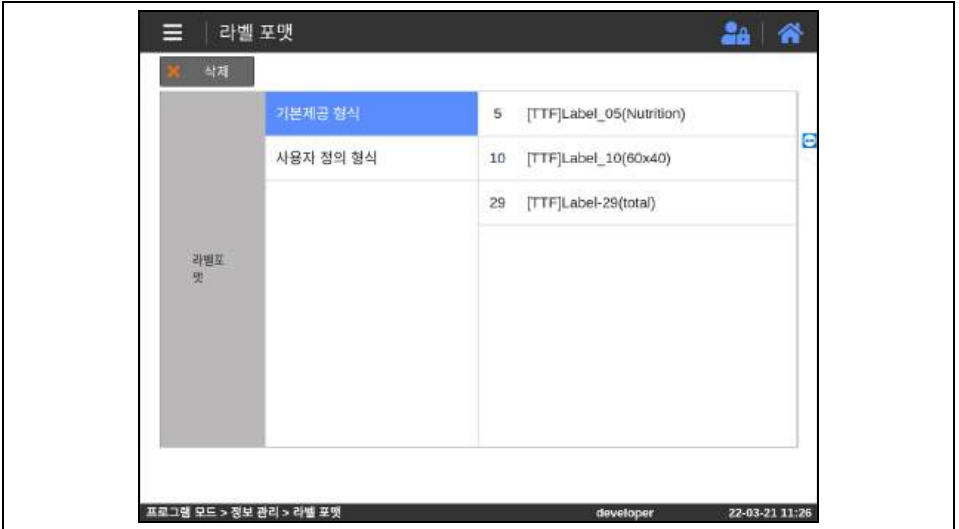 라벨 포맷
삭제
기본제공 형식
사용자 정의 형식
5 [TTF]Label_05(Nutrition)
10 [TTF]Label_10(60x40)
29 [TTF]Label-29(total)
라벨포
맷
프로그램 모드 > 정보 관리 > 라벨 포맷 developer 22-03-21 11:26